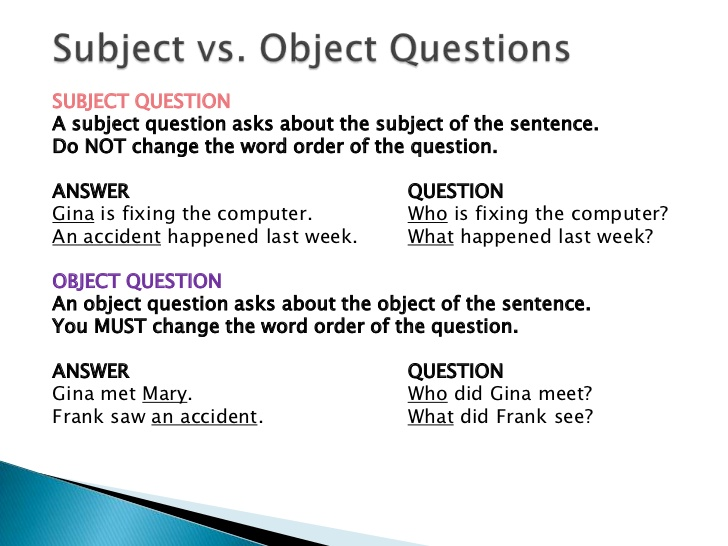 Subject vs. Object Questions
SUBJECT QUESTION
A subject question asks about the subject of the sentence.
Do NOT change the word order of the question.
ANSWER QUESTION
Gina is fixing the computer. Who is fixing the computer?
An accident happened last week. What happened last week?
OBJECT QUESTION
An object question asks about the object of the sentence.
You MUST change the word order of the question.
ANSWER QUESTION
Gina met Mary. Who did Gina meet?
Frank saw an accident. What did Frank see?